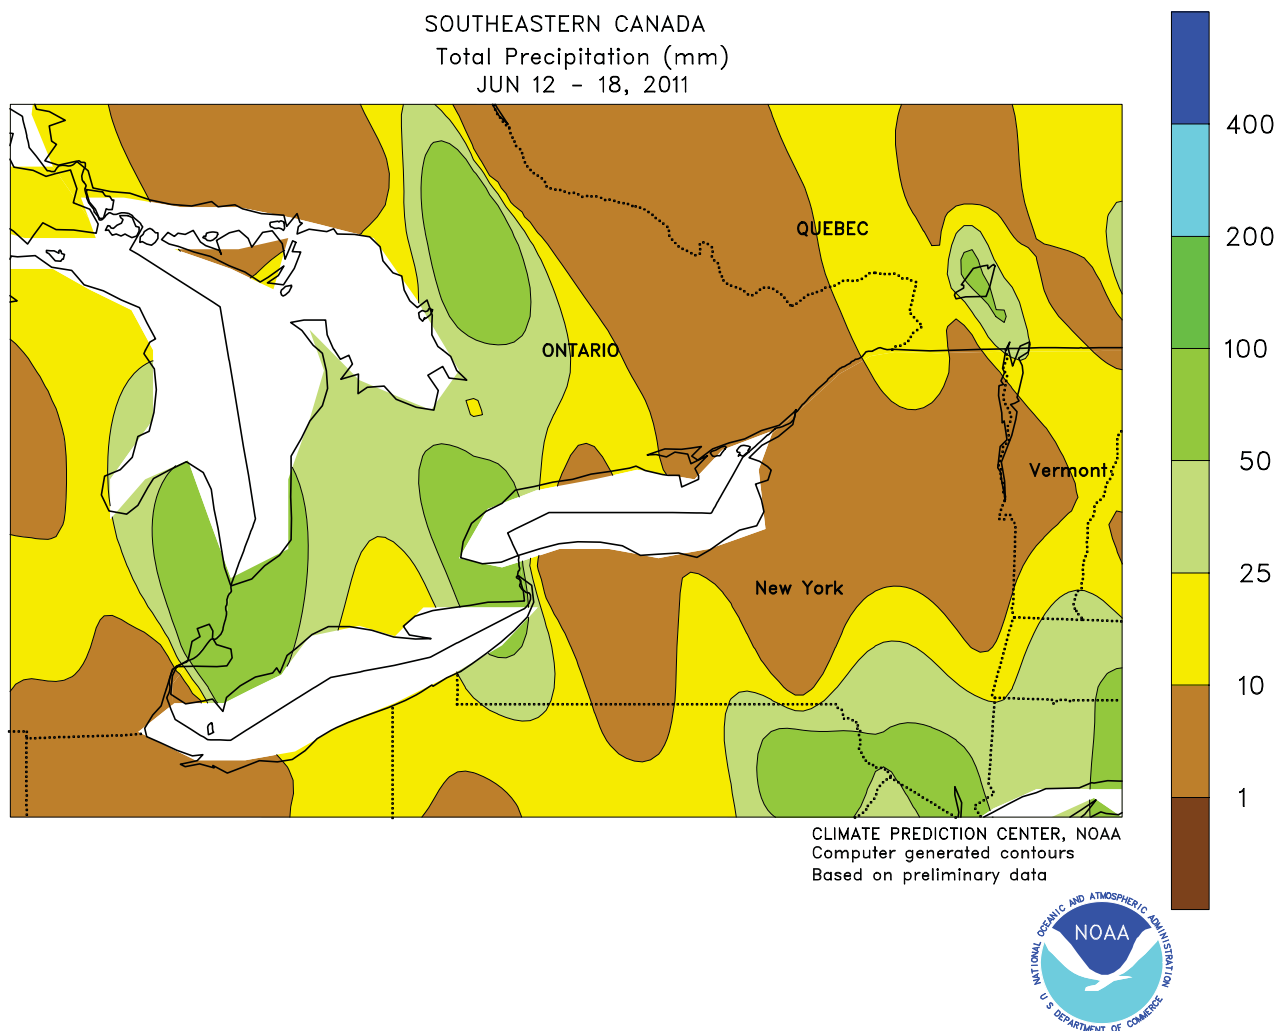 SOUTHEASTERN CANADA
Total Precipitation (mm)
JUN 12 - 18, 2011
400
200
100
50
25
10
1
QUEBEC
ONTARIO
Vermont
New York
CLIMATE PREDICTION CENTER, NOAA
Computer generated contours
Based on preliminary data
NATIONAL OCEANIC AND ATMOSPHERIC ADMINISTRATION
NOAA
U S DEPARTMENT OF COMMERCE